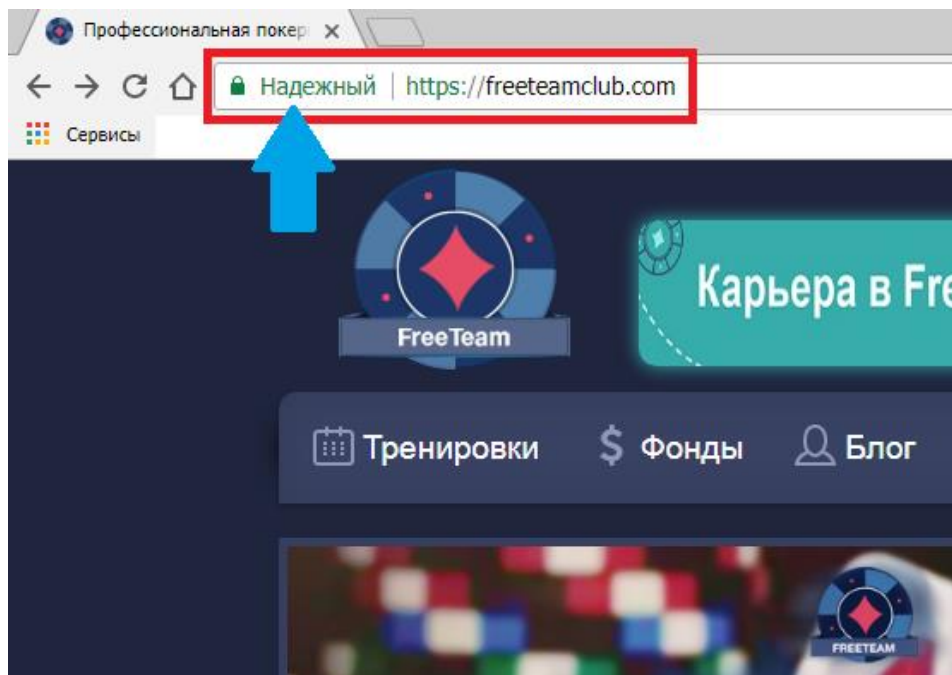 Профессиональная покер
Надежный | https://freeteamclub.com
Сервисы
FreeTeam
Карьера в Fre
Тренировки
$ Фонды
Блог
FREETEAM